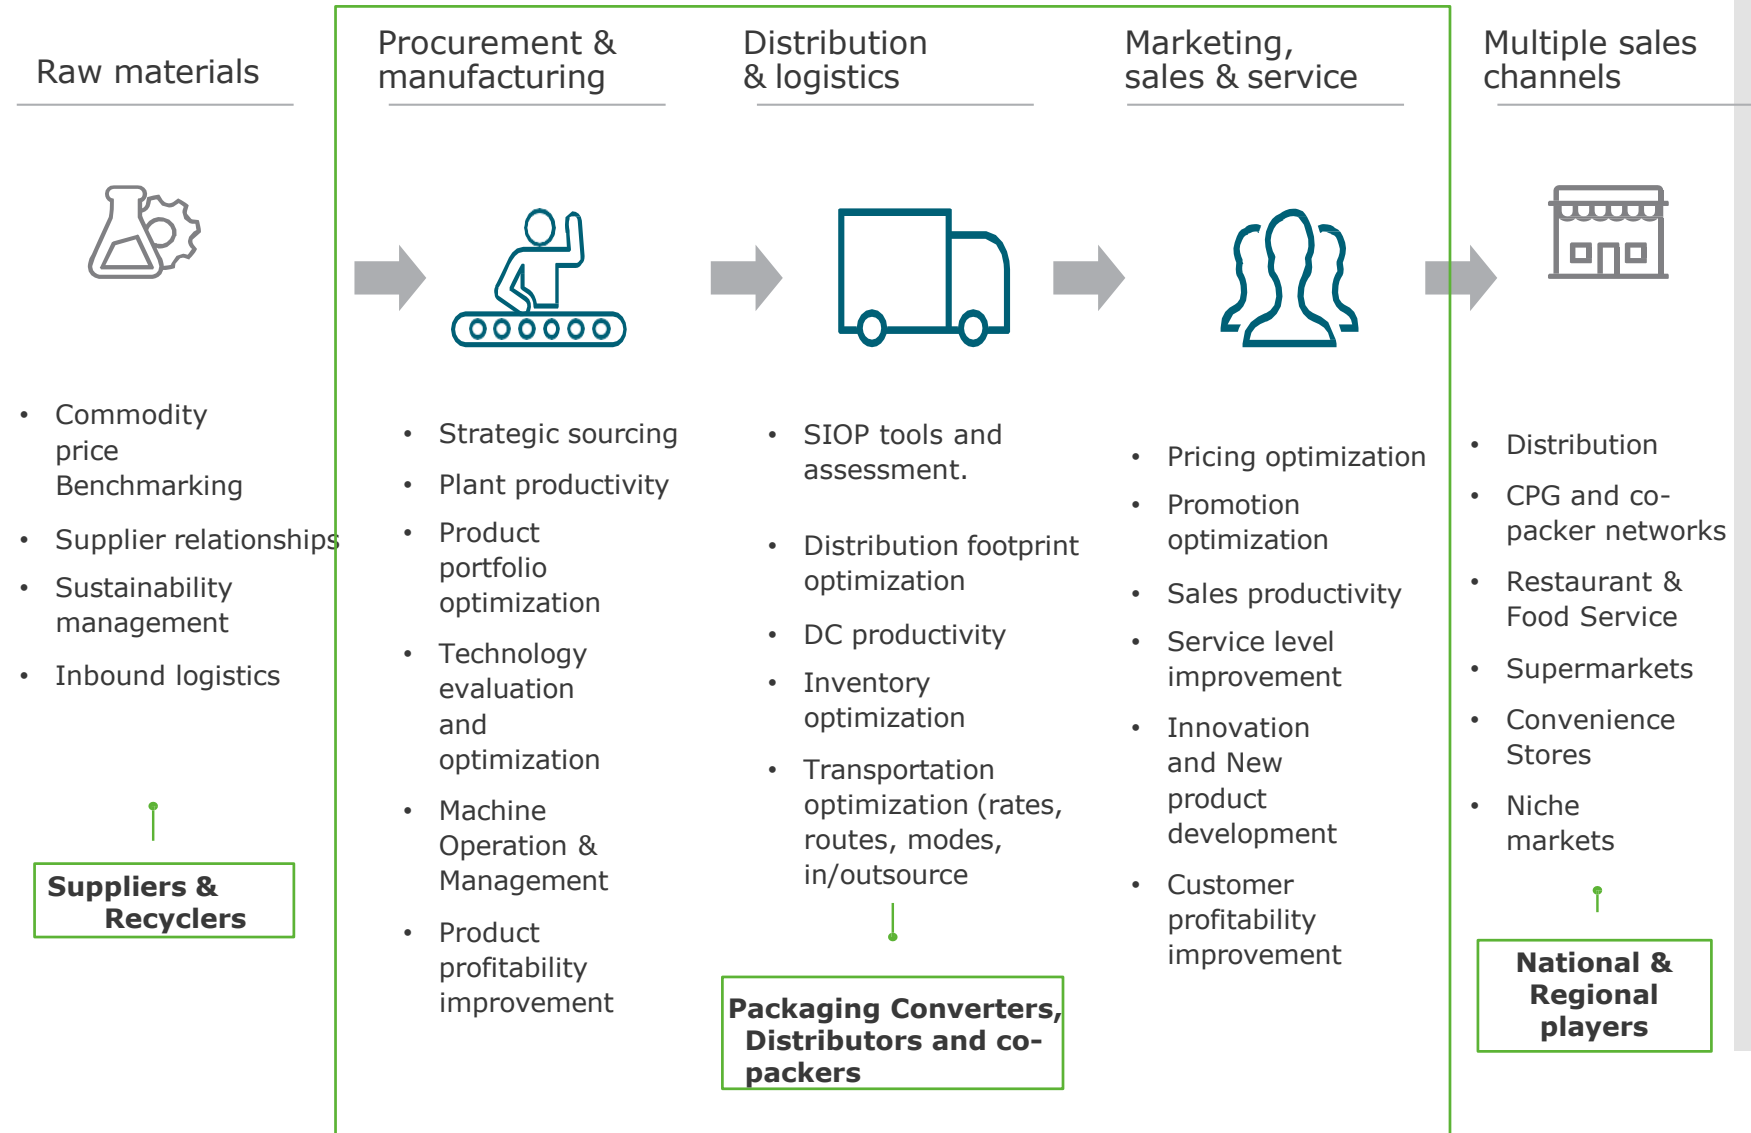 Raw materials
• Commodity
price
Benchmarking
• Supplier relationships
• Sustainability
management
• Inbound logistics
Suppliers &
Recyclers
Procurement &
manufacturing
• Strategic sourcing
• Plant productivity
• Product
portfolio
optimization
• Technology
evaluation
and
optimization
• Machine
Operation &
Management
• Product
profitability
improvement
Distribution
& logistics
• SIOP tools and
assessment.
• Distribution footprint
optimization
• DC productivity
• Inventory
optimization
• Transportation
optimization (rates,
routes, modes,
in/outsource
Packaging Converters,
Distributors and co-
packers
Marketing,
sales & service
• Pricing optimization
• Promotion
optimization
• Sales productivity
• Service level
improvement
• Innovation
and New
product
development
• Customer
profitability
improvement
Multiple sales
channels
• Distribution
• CPG and co-
packer networks
• Restaurant &
Food Service
• Supermarkets
• Convenience
Stores
• Niche
markets
National &
Regional
players